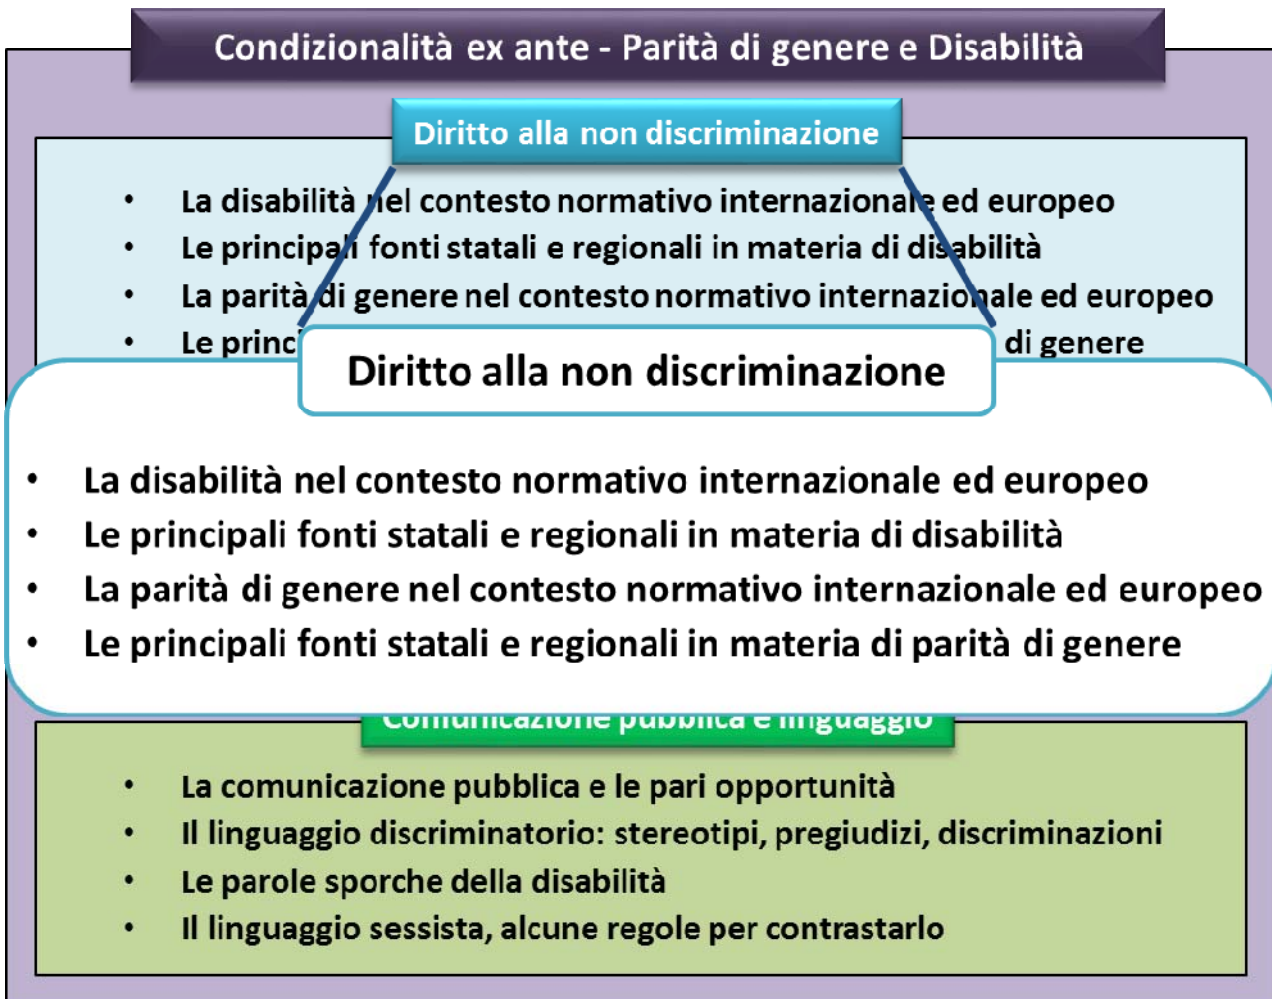 Condizionalità ex ante - Parità di genere e Disabilità
Diritto alla non discriminazione
• La disabilità nel contesto normativo internazionale ed europeo
• Le principali fonti statali e regionali in materia di disabilità
• La parità di genere nel contesto normativo internazionale ed europeo
• Le princi di genere
Diritto alla non discriminazione
• La disabilità nel contesto normativo internazionale ed europeo
• Le principali fonti statali e regionali in materia di disabilità
• La parità di genere nel contesto normativo internazionale ed europeo
• Le principali fonti statali e regionali in materia di parità di genere
Comunicazione pubblica e linguaggio
• La comunicazione pubblica e le pari opportunità
• Il linguaggio discriminatorio: stereotipi, pregiudizi, discriminazioni
• Le parole sporche della disabilità
• Il linguaggio sessista, alcune regole per contrastarlo